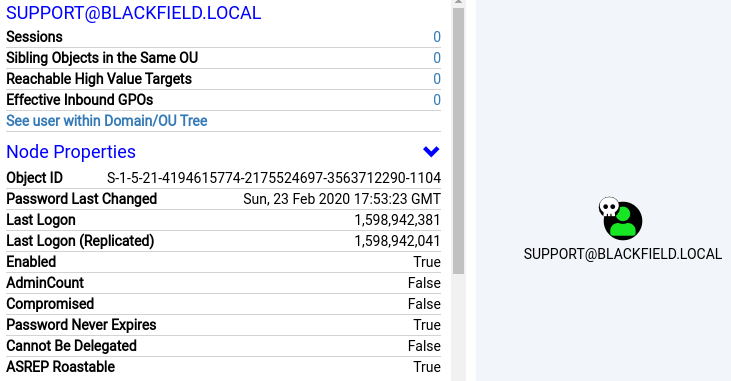 SUPPORT@BLACKFIELD.LOCAL
Sessions 0
Sibling Objects in the Same OU 0
Reachable High Value Targets 0
Effective Inbound GPOs 0
See user within Domain/OU Tree
Node Properties
Object ID S-1-5-21-4194615774-2175524697-3563712290-1104
Password Last Changed Sun, 23 Feb 2020 17:53:23 GMT
Last Logon 1,598,942,381
Last Logon (Replicated) 1,598,942,041
Enabled True
AdminCount False
Compromised False
Password Never Expires True
Cannot Be Delegated False
ASREP Roastable True
SUPPORT@BLACKFIELD.LOCAL